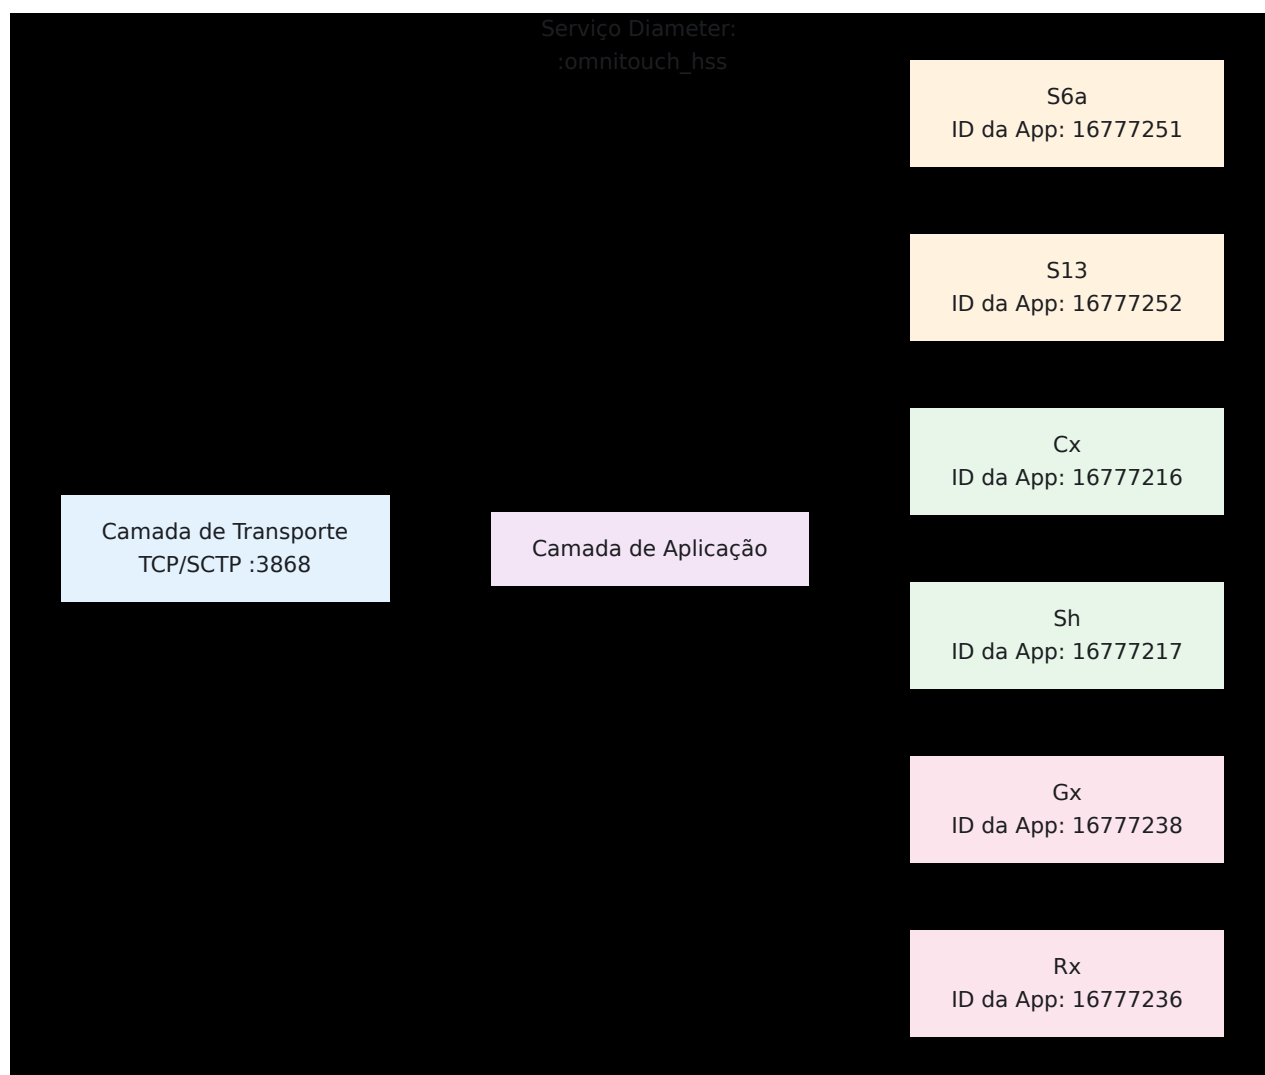 Serviço Diameter:
:omnitouch_hss
S6a
ID da App: 16777251
S13
ID da App: 16777252
Cx
ID da App: 16777216
Camada de Transporte
TCP/SCTP :3868
Camada de Aplicação
Sh
ID da App: 16777217
Gx
ID da App: 16777238
Rx
ID da App: 16777236